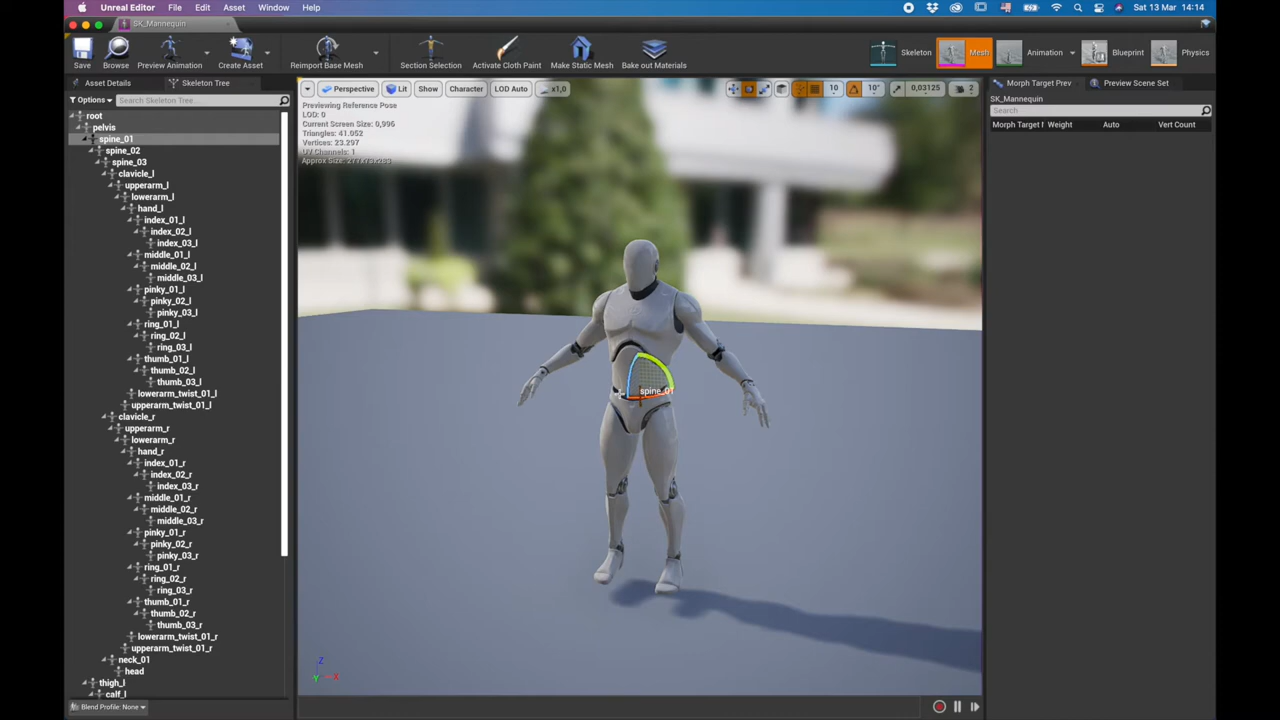 Unreal Editor File Edit Asset Window Help
Sat 13 Mar 14:14
SK_Mannequin
Save
Browse
Preview Animation
Create Asset
Reimport Base Mesh
Section Selection
Activate Cloth Paint
Make Static Mesh
Bake out Materials
Skeleton
Mesh
Animation
Blueprint
Physics
Asset Details
Skeleton Tree
Options
Search Skeleton Tree
root
pelvis
spine_01
spine_02
spine_03
clavicle_l
upperarm_l
lowerarm_l
hand_l
index_01_l
index_02_l
index_03_l
middle_01_l
middle_02_l
middle_03_l
pinky_01_l
pinky_02_l
pinky_03_l
ring_01_l
ring_02_l
ring_03_l
thumb_01_l
thumb_02_l
thumb_03_l
lowerarm_twist_01_l
upperarm_twist_01_l
clavicle_r
upperarm_r
lowerarm_r
hand_r
index_01_r
index_02_r
index_03_r
middle_01_r
middle_02_r
middle_03_r
pinky_01_r
pinky_02_r
pinky_03_r
ring_01_r
ring_02_r
ring_03_r
thumb_01_r
thumb_02_r
thumb_03_r
lowerarm_twist_01_r
upperarm_twist_01_r
neck_01
head
thigh_l
calf_l
Blend Profile: None
Perspective
Lit
Show
Character
LOD Auto
x1,0
10
10°
0,03125
2
Previewing Reference Pose
LOD: 0
Current Screen Size: 0,996
Triangles: 41.052
Vertices: 23.297
UV Channels: 1
Approx Size: 277x73x283
spine_01
Z
Y
X
Morph Target Prev
Preview Scene Set
SK_Mannequin
Search
Morph Target Weight Auto Vert Count